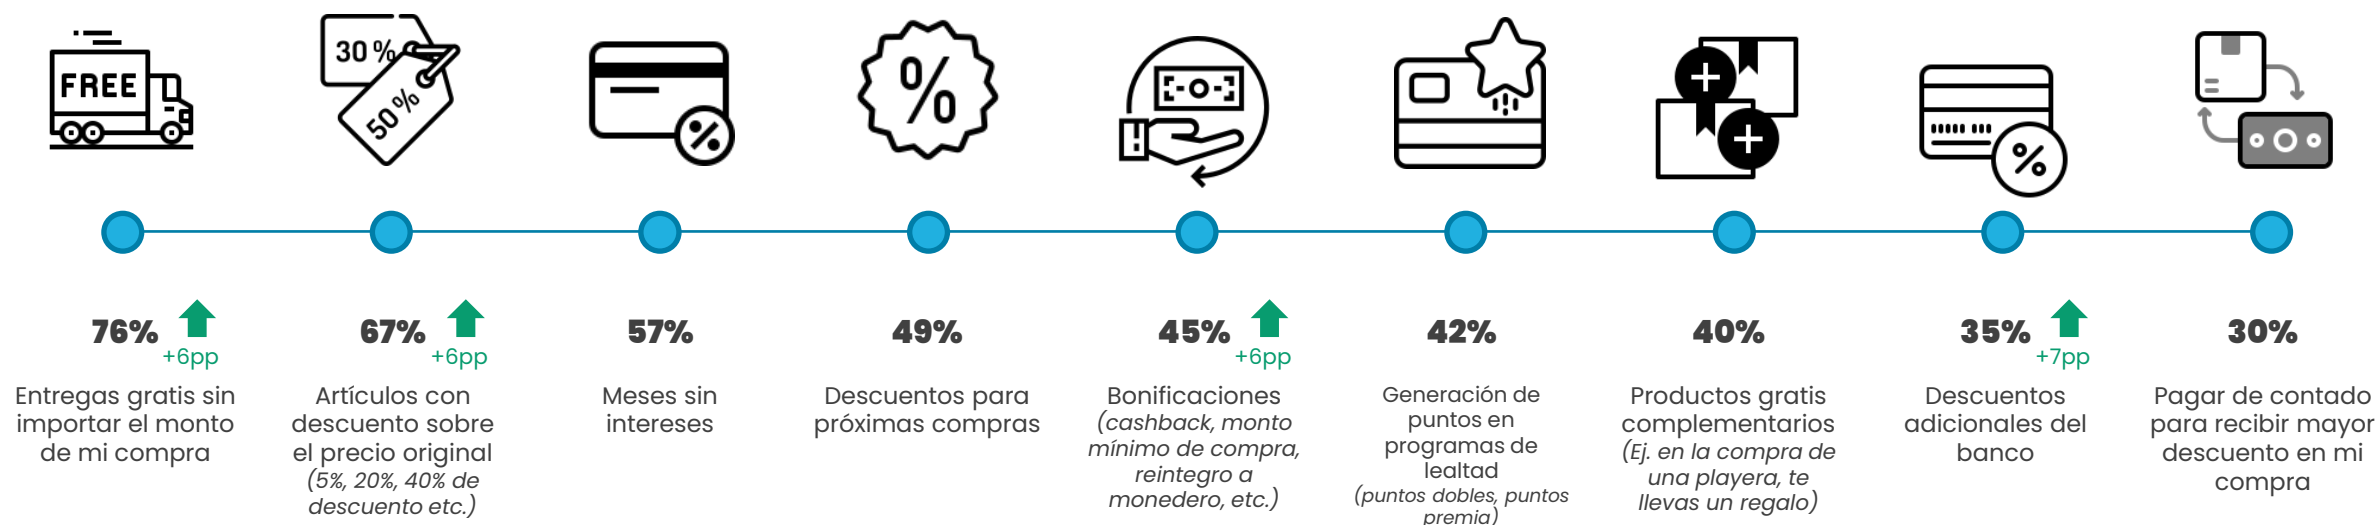 FREE
30 %
50 %
76%
+6pp
Entregas gratis sin
importar el monto
de mi compra
67%
+6pp
Artículos con
descuento sobre
el precio original
(5%, 20%, 40% de
descuento etc.)
57%
Meses sin
intereses
49%
Descuentos para
próximas compras
45%
+6pp
Bonificaciones
(cashback, monto
mínimo de compra,
reintegro a
monedero, etc.)
42%
Generación de
puntos en
programas de
lealtad
(puntos dobles, puntos
premia)
40%
Productos gratis
complementarios
(Ej. en la compra de
una playera, te
llevas un regalo)
35%
+7pp
Descuentos
adicionales del
banco
30%
Pagar de contado
para recibir mayor
descuento en mi
compra